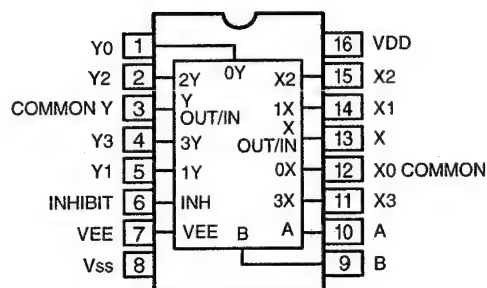 Y0 1 16 VDD
0Y
Y2 2 2Y X2 15 X2
COMMON Y 3 Y OUT/IN 1X 14 X1
Y3 4 3Y X OUT/IN 13 X
Y1 5 1Y 0X 12 X0 COMMON
INHIBIT 6 INH 3X 11 X3
VEE 7 VEE B A 10 A
Vss 8 9 B